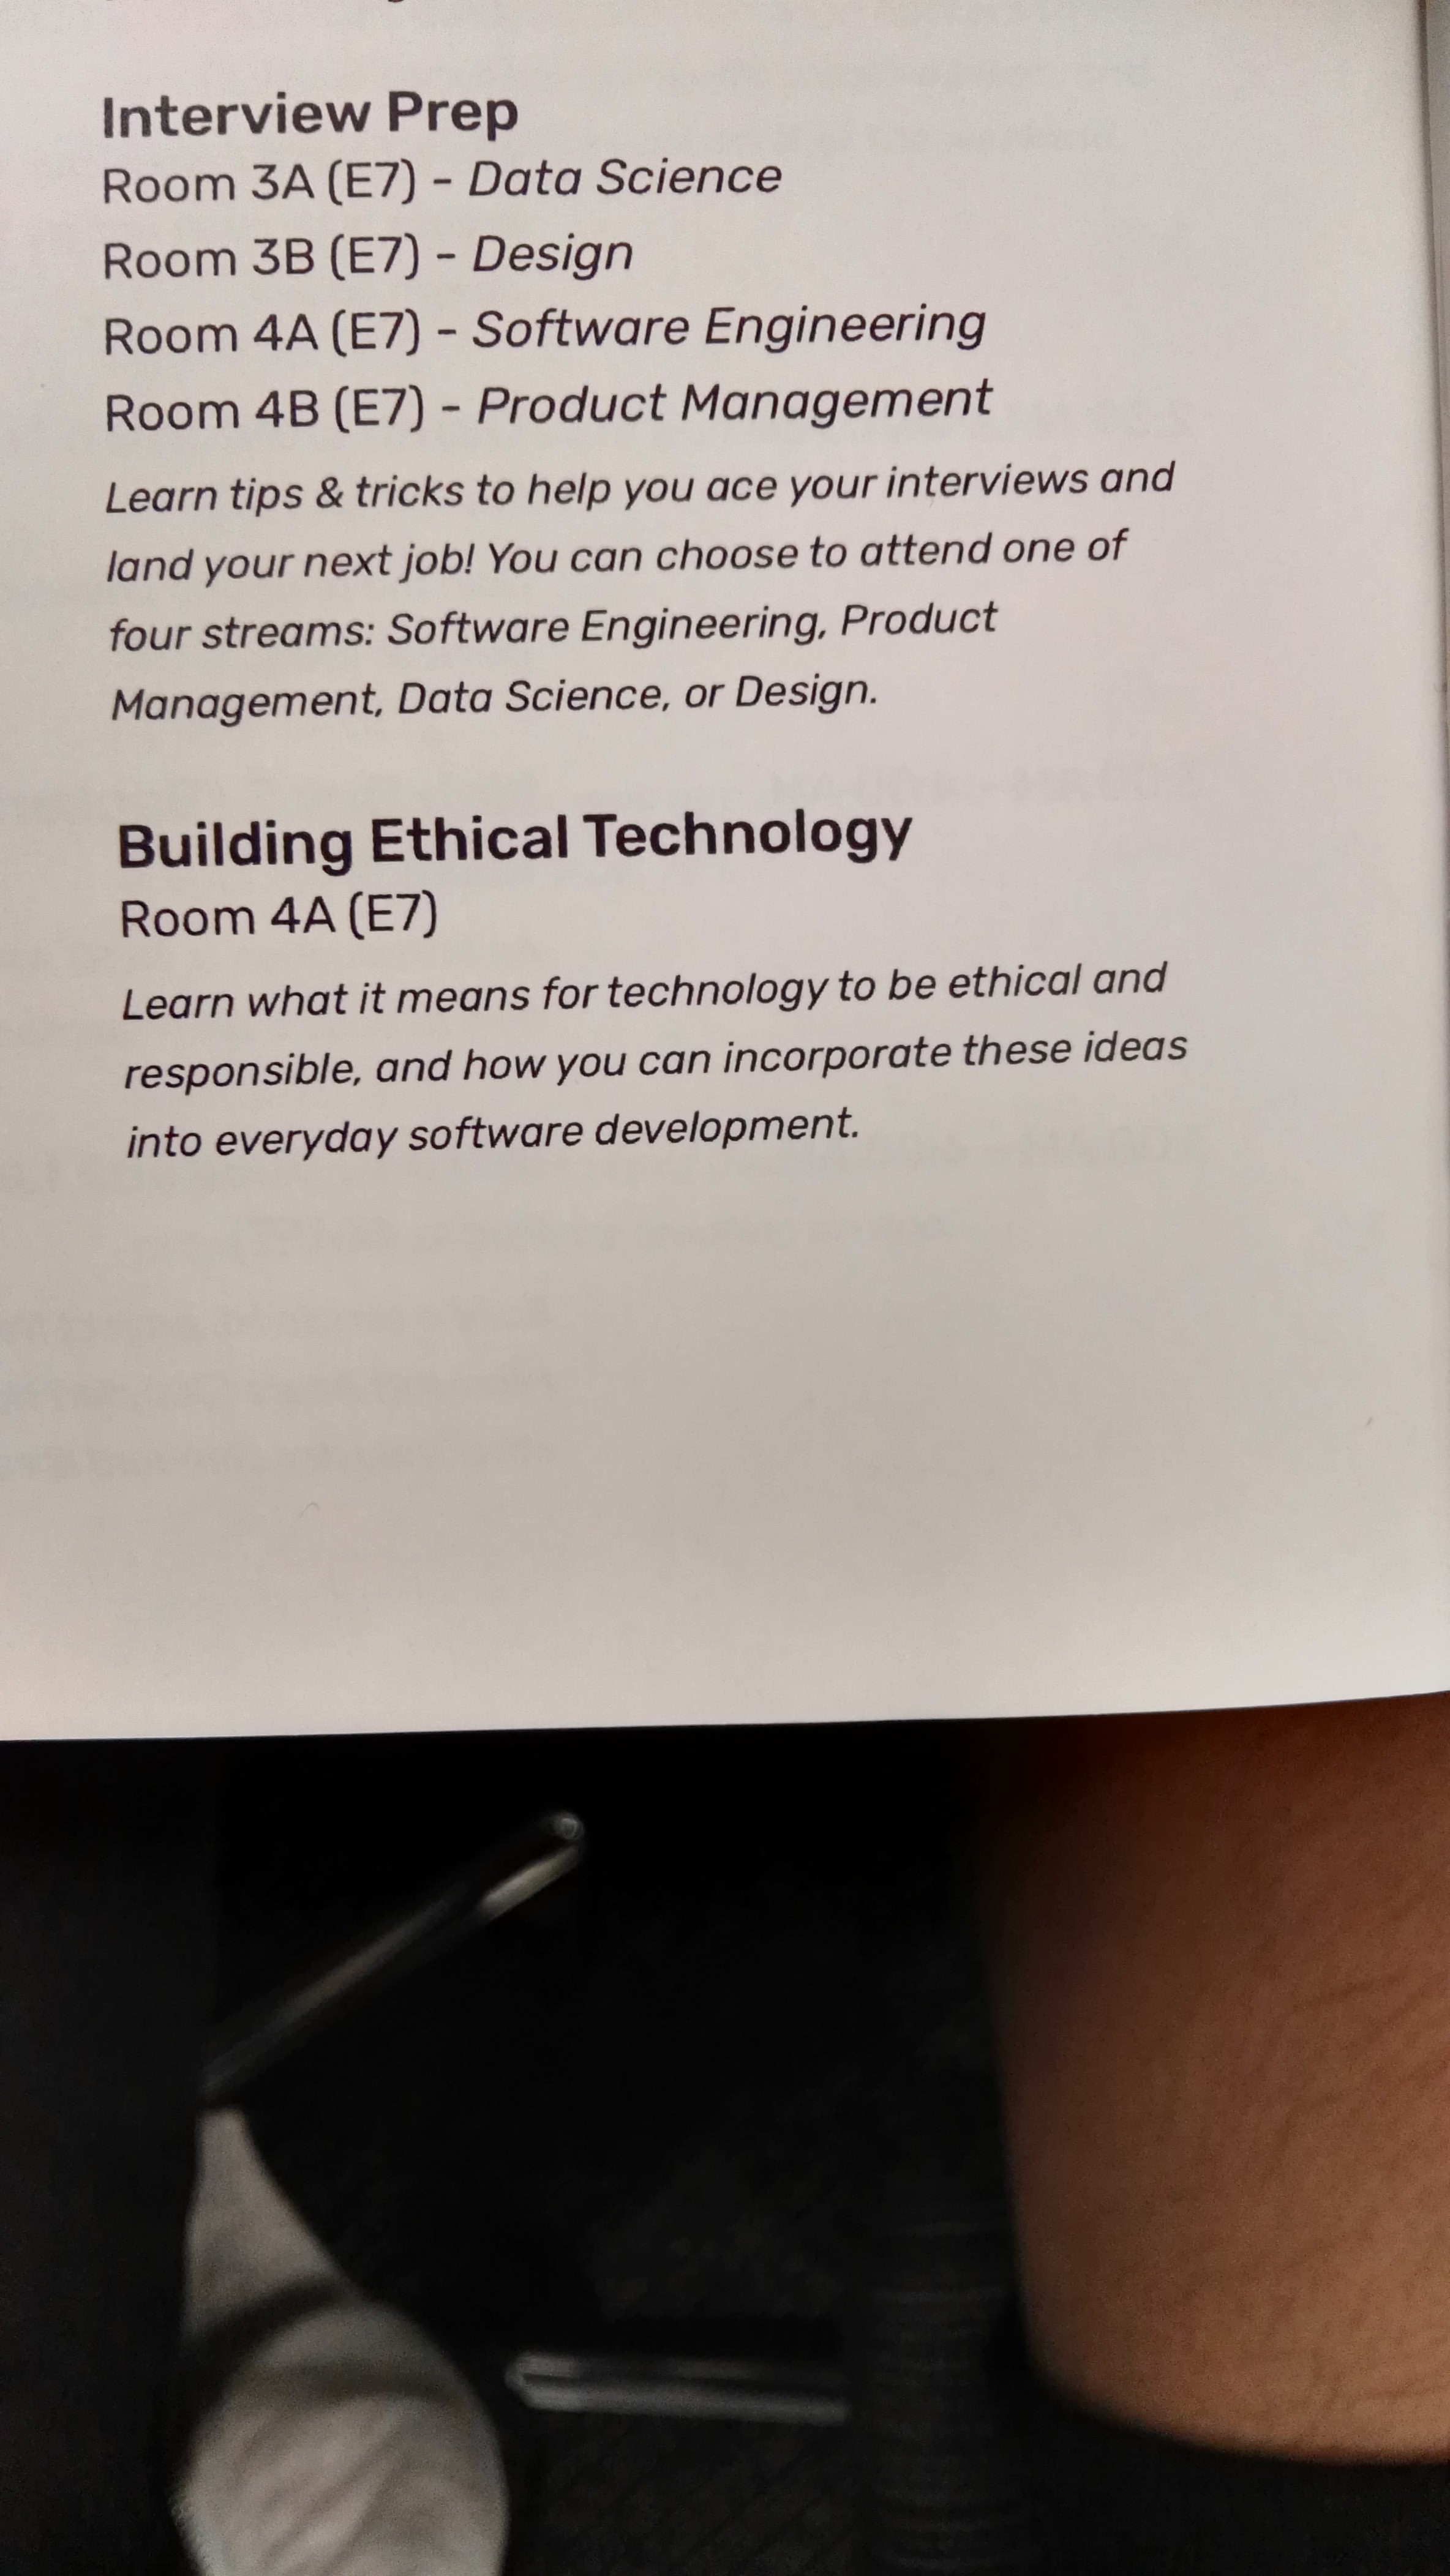 Interview Prep
Room 3A (E7) - Data Science
Room 3B (E7) - Design
Room 4A (E7) - Software Engineering
Room 4B (E7) - Product Management
Learn tips & tricks to help you ace your interviews and
land your next job! You can choose to attend one of
four streams: Software Engineering, Product
Management, Data Science, or Design.
Building Ethical Technology
Room 4A (E7)
Learn what it means for technology to be ethical and
responsible, and how you can incorporate these ideas
into everyday software development.